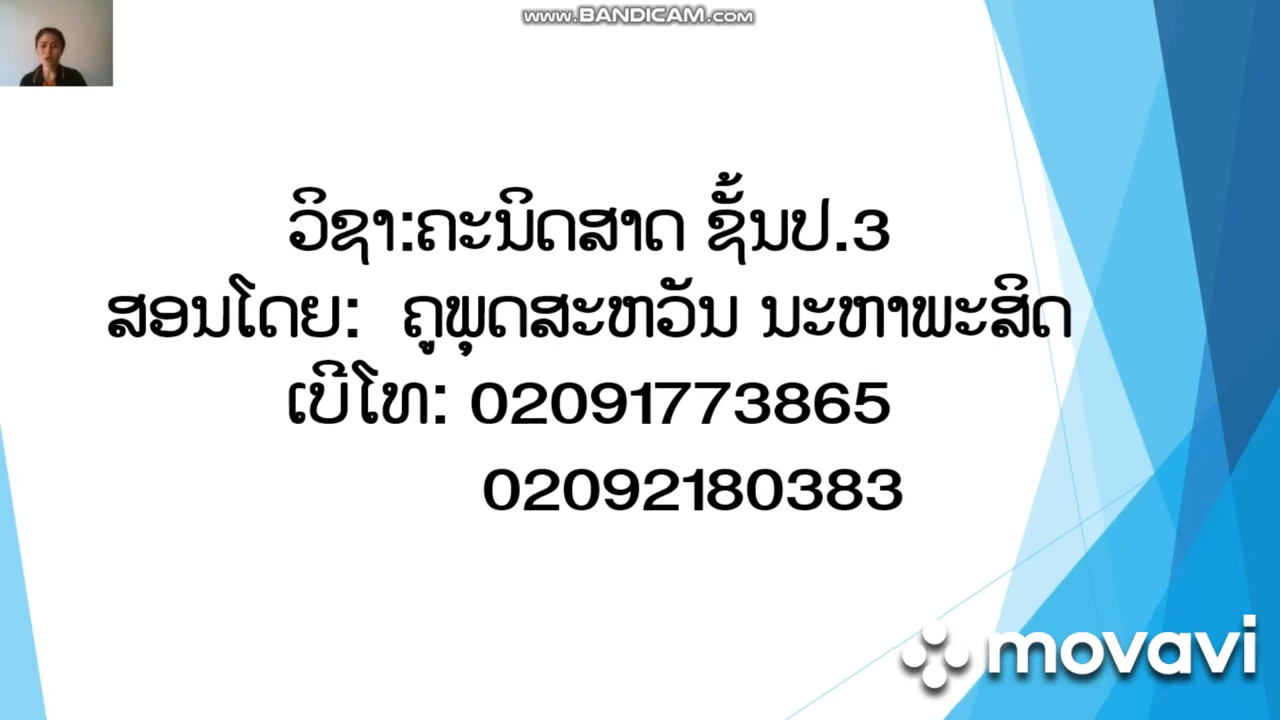 www.BANDICAM.com
ວິຊາ:ຄະນິດສາດ ຊັ້ນປ.3
ສອນໂດຍ: ຄູພຸດສະຫວັນ ນະຫາພະສິດ
ເບີໂທ: 02091773865
02092180383
movavi